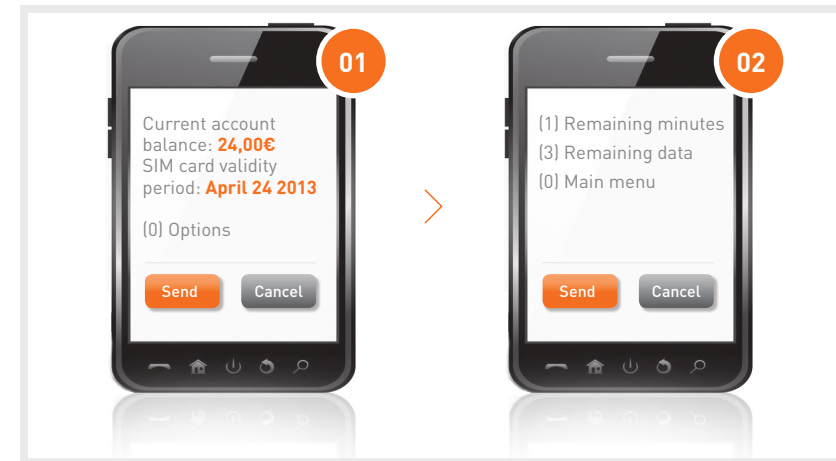 01
Current account
balance: 24,00€
SIM card validity
period: April 24 2013
(0) Options
Send
Cancel
02
(1) Remaining minutes
(3) Remaining data
(0) Main menu
Send
Cancel